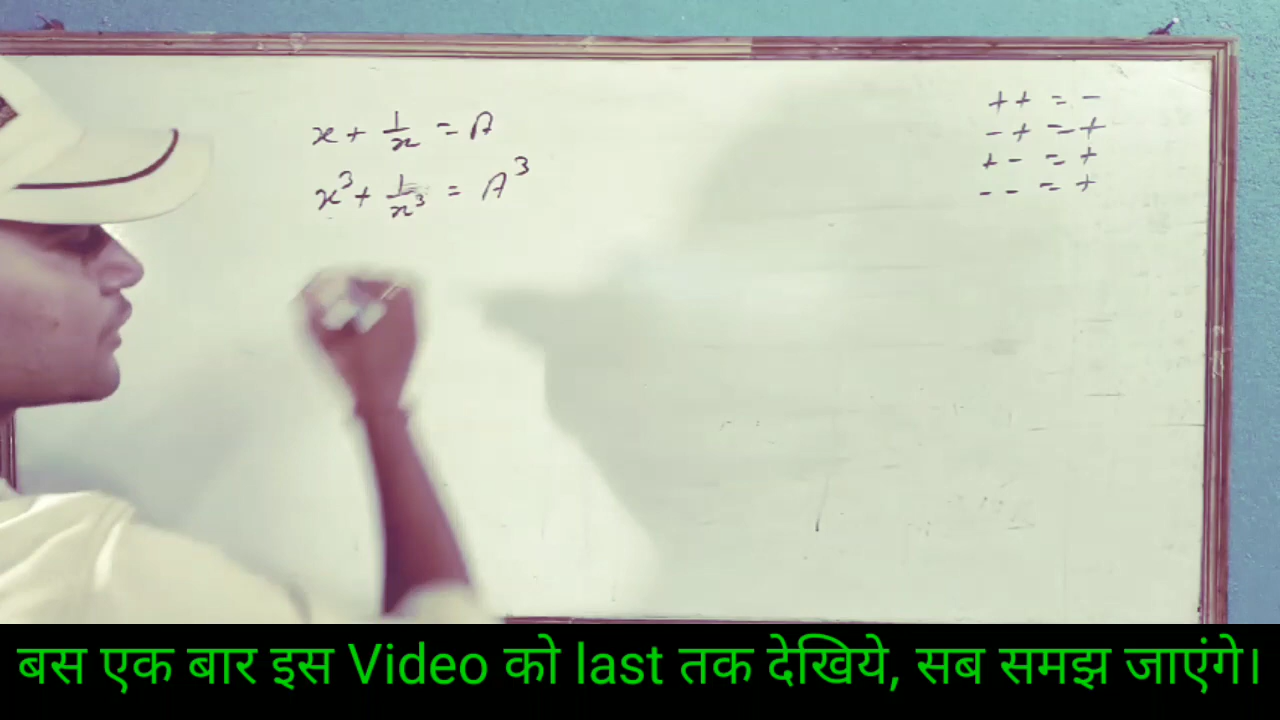 x + 1/x = A
x³ + 1/x³ = A³
+ + = -
- + = +
+ - = +
- - = +
बस एक बार इस Video को last तक देखिये, सब समझ जाएंगे।